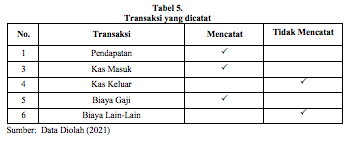 Tabel 5.
Transaksi yang dicatat
No. Transaksi Mencatat Tidak Mencatat
1 Pendapatan ✓
3 Kas Masuk ✓
4 Kas Keluar ✓
5 Biaya Gaji ✓
6 Biaya Lain-Lain ✓
Sumber: Data Diolah (2021)